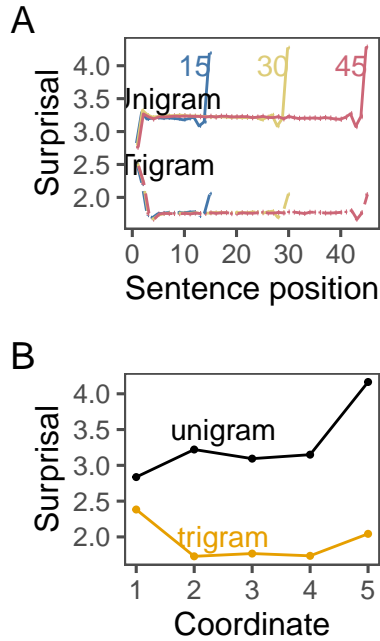 A
Surprisal
4.0
3.5
3.0
2.5
2.0
15
30
45
Unigram
Trigram
0
10
20
30
40
Sentence position
B
Surprisal
4.0
3.5
3.0
2.5
2.0
unigram
trigram
1
2
3
4
5
Coordinate